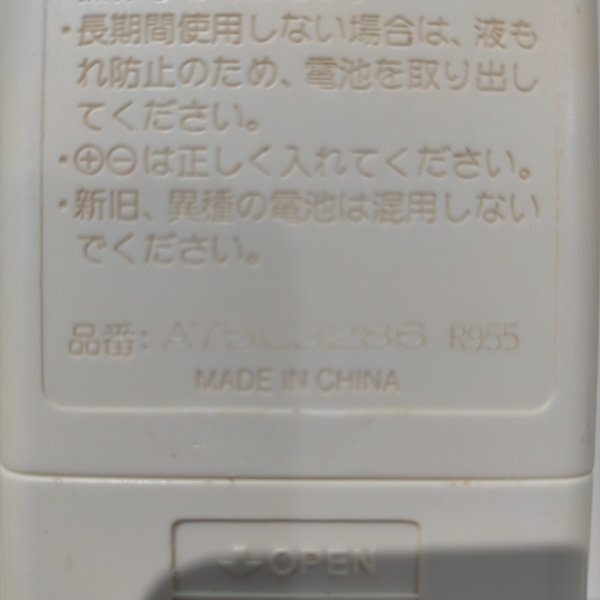 ・長期間使用しない場合は、液も
れ防止のため、電池を取り出し
てください。
・⊕⊖は正しく入れてください。
・新旧、異種の電池は混用しない
でください。
品番: A75C3286 R955
MADE IN CHINA
OPEN